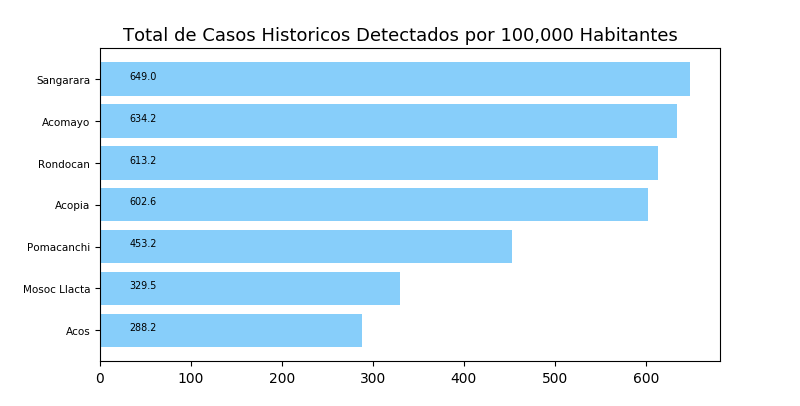 Total de Casos Historicos Detectados por 100,000 Habitantes
Sangarara 649.0
Acomayo 634.2
Rondocan 613.2
Acopia 602.6
Pomacanchi 453.2
Mosoc Llacta 329.5
Acos 288.2
0 100 200 300 400 500 600